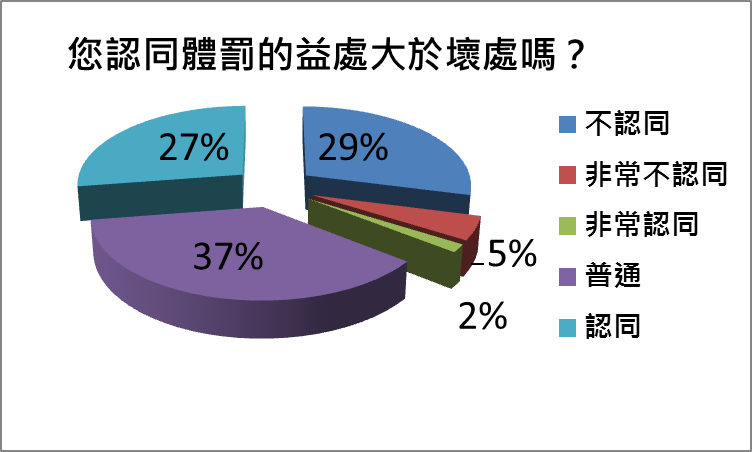 您認同體罰的益處大於壞處嗎？
27%
29%
37%
5%
2%
不認同
非常不認同
非常認同
普通
認同